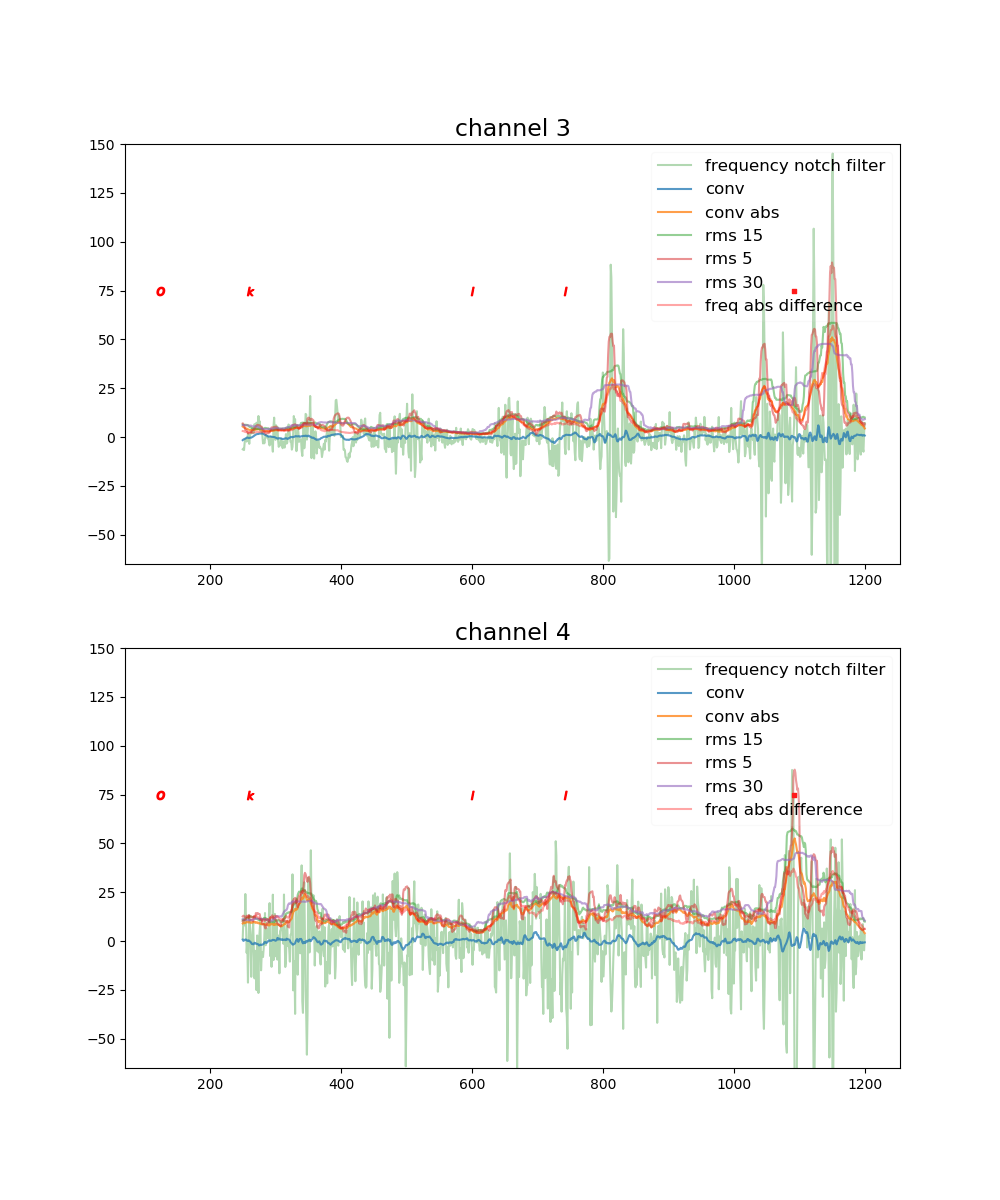 channel 3
150
125
100
75
50
25
0
−25
−50
frequency notch filter
conv
conv abs
rms 15
rms 5
rms 30
freq abs difference
o k l l .
200 400 600 800 1000 1200
channel 4
150
125
100
75
50
25
0
−25
−50
frequency notch filter
conv
conv abs
rms 15
rms 5
rms 30
freq abs difference
o k l l .
200 400 600 800 1000 1200